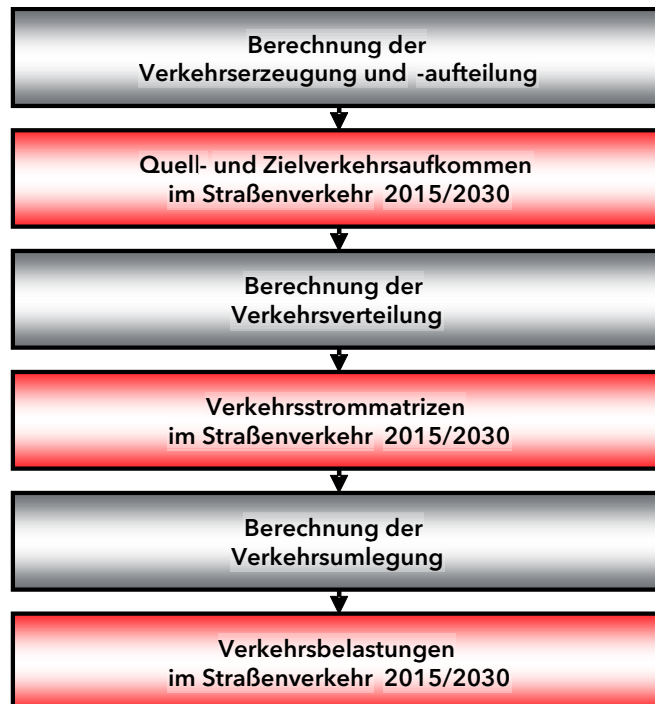 Berechnung der
Verkehrserzeugung und -aufteilung
Quell- und Zielverkehrsaufkommen
im Straßenverkehr 2015/2030
Berechnung der
Verkehrsverteilung
Verkehrsstrommatrizen
im Straßenverkehr 2015/2030
Berechnung der
Verkehrsumlegung
Verkehrsbelastungen
im Straßenverkehr 2015/2030